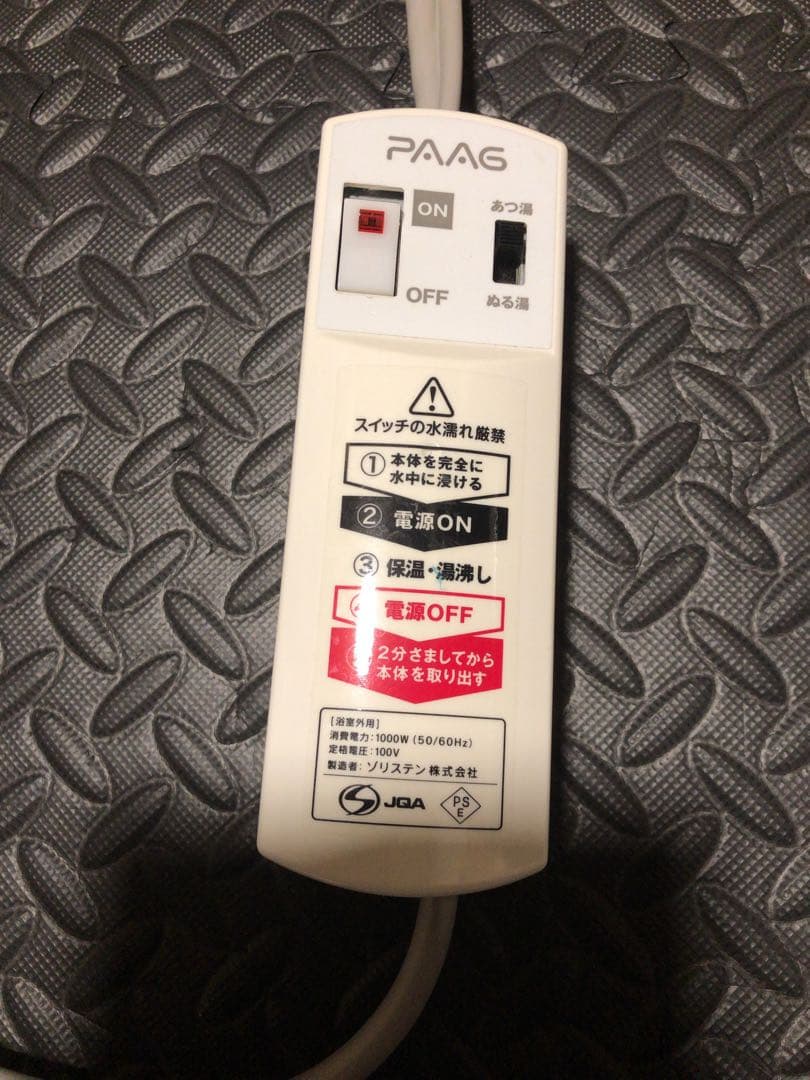 PAAG
ON
あつ湯
OFF
ぬる湯
スイッチの水濡れ厳禁
① 本体を完全に
水中に浸ける
② 電源ON
③ 保温・湯沸し
電源OFF
2分さましてから
本体を取り出す
[浴室外用]
消費電力:1000W (50/60Hz)
定格電圧:100V
製造者:ゾリステン株式会社
JQA
PS
E